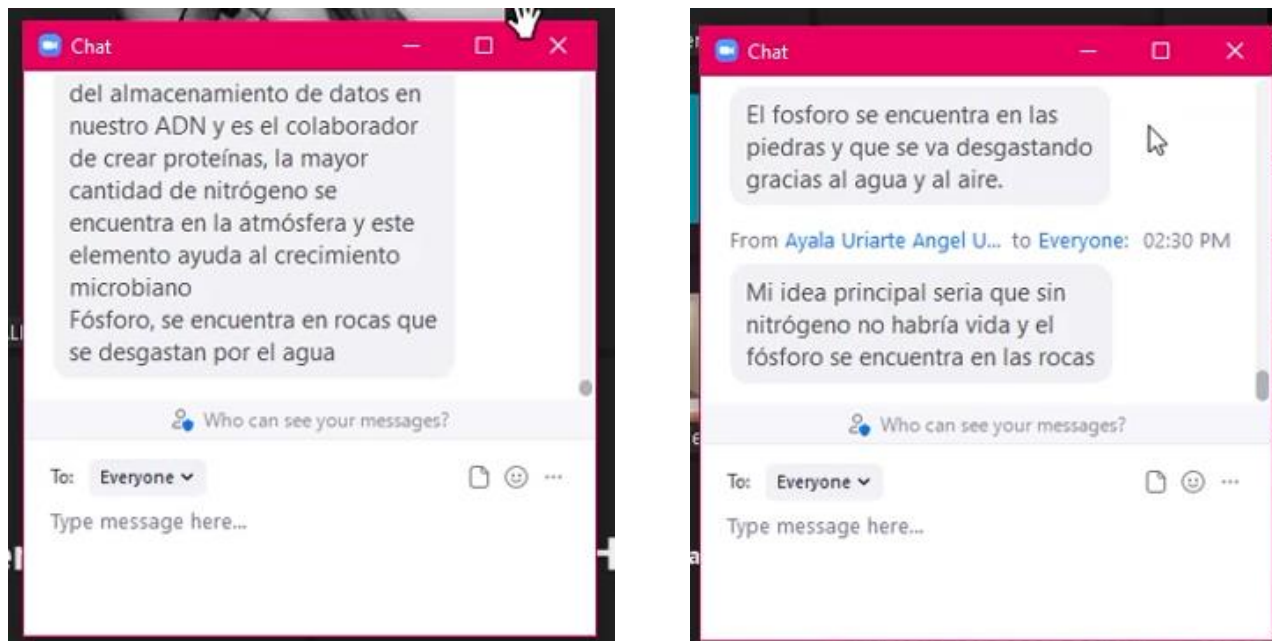 Chat
del almacenamiento de datos en
nuestro ADN y es el colaborador
de crear proteínas, la mayor
cantidad de nitrógeno se
encuentra en la atmósfera y este
elemento ayuda al crecimiento
microbiano
Fósforo, se encuentra en rocas que
se desgastan por el agua
Who can see your messages?
To: Everyone
Type message here...
Chat
El fosforo se encuentra en las
piedras y que se va desgastando
gracias al agua y al aire.
From Ayala Uriarte Angel U... to Everyone: 02:30 PM
Mi idea principal seria que sin
nitrógeno no habría vida y el
fósforo se encuentra en las rocas
Who can see your messages?
To: Everyone
Type message here...